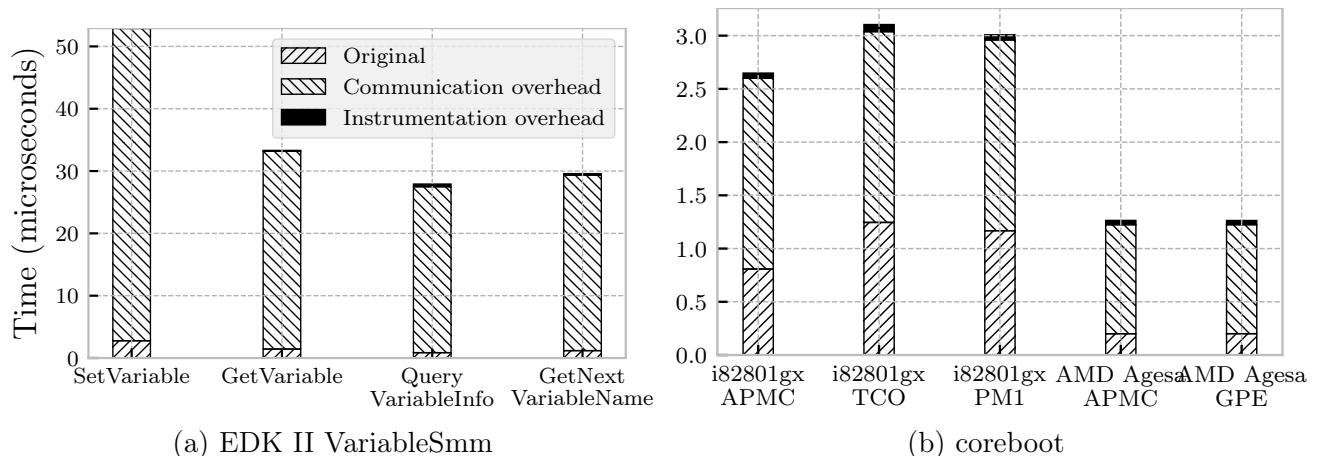 Time (microseconds)
50
40
30
20
10
0
Original
Communication overhead
Instrumentation overhead
SetVariable
GetVariable
Query
VariableInfo
GetNext
VariableName
(a) EDK II VariableSmm
3.0
2.5
2.0
1.5
1.0
0.5
0.0
i82801gx
APMC
i82801gx
TCO
i82801gx
PM1
AMD Agesa
APMC
AMD Agesa
GPE
(b) coreboot